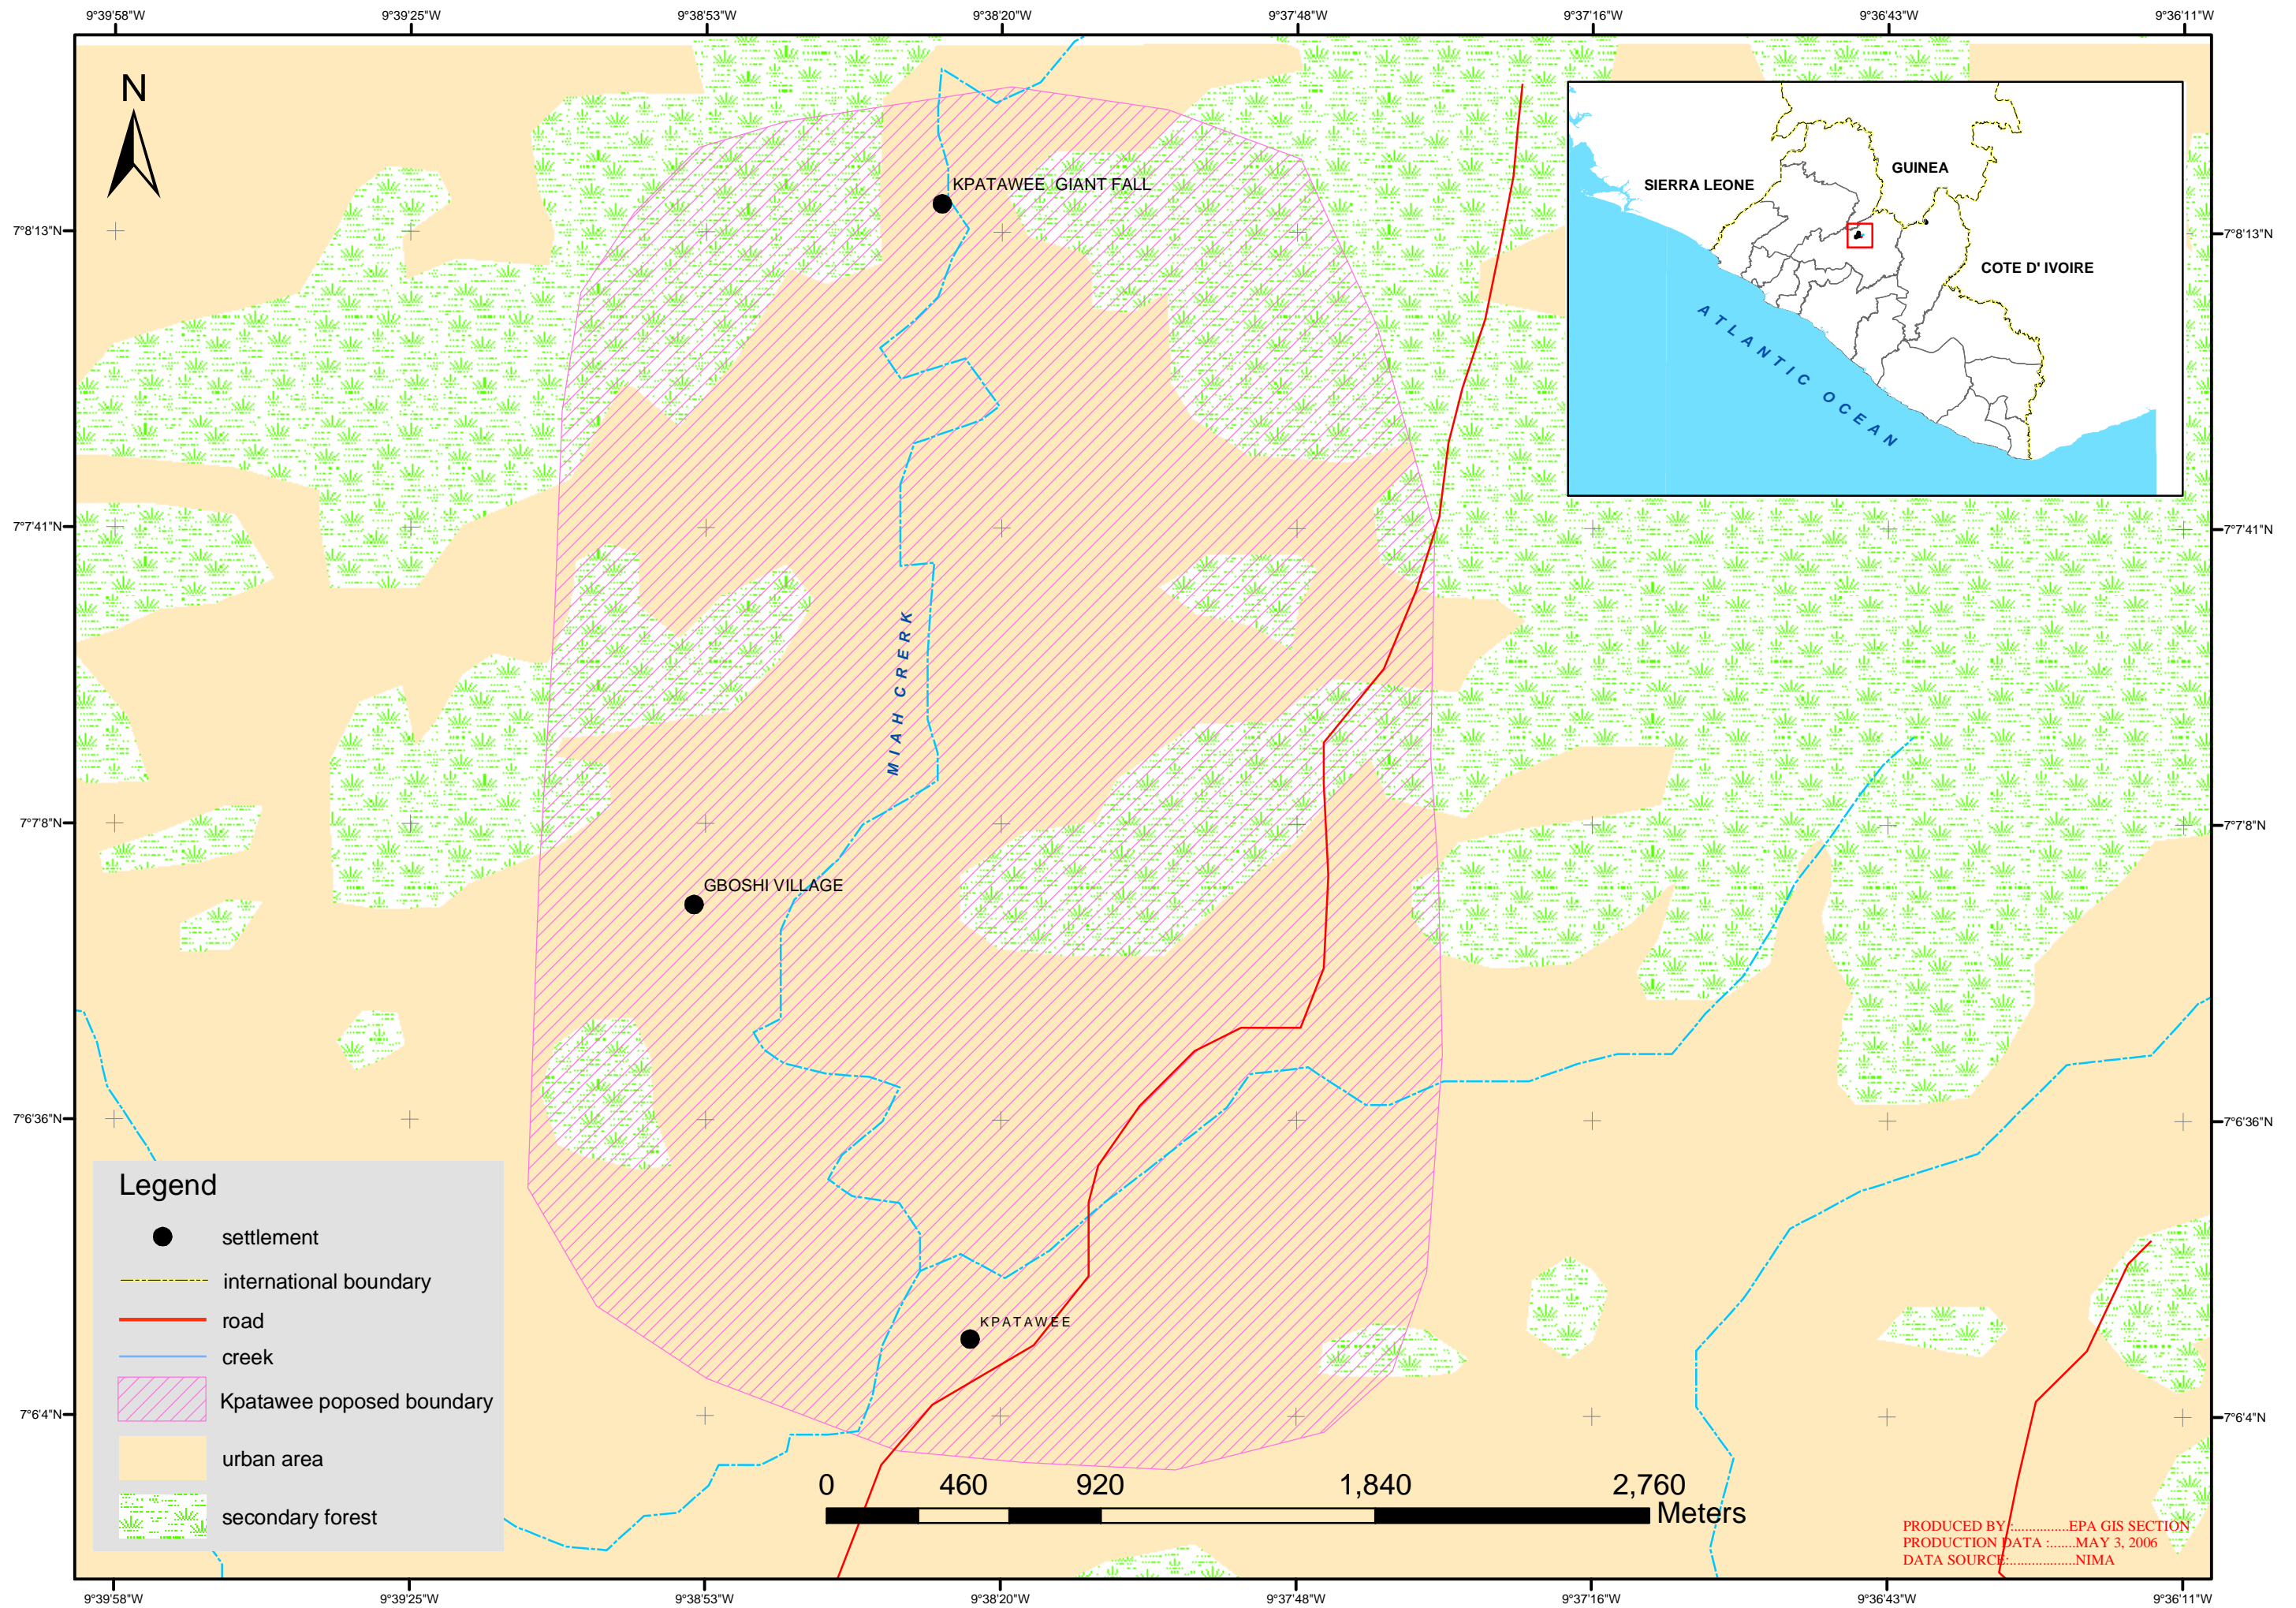 9°39'58"W 9°39'25"W 9°38'53"W 9°38'20"W 9°37'48"W 9°37'16"W 9°36'43"W 9°36'11"W
N
GUINEA
SIERRA LEONE
COTE D' IVOIRE
ATLANTIC OCEAN
KPATAWEE GIANT FALL
7°8'13"N 7°8'13"N
7°7'41"N 7°7'41"N
MIAH CRERK
7°7'8"N 7°7'8"N
GBOSHI VILLAGE
7°6'36"N 7°6'36"N
KPATAWEE
7°6'4"N 7°6'4"N
Legend
settlement
international boundary
road
creek
Kpatawee poposed boundary
urban area
secondary forest
0 460 920 1,840 2,760
Meters
PRODUCED BY :...............EPA GIS SECTION
PRODUCTION DATA :.......MAY 3, 2006
DATA SOURCE:...................NIMA
9°39'58"W 9°39'25"W 9°38'53"W 9°38'20"W 9°37'48"W 9°37'16"W 9°36'43"W 9°36'11"W